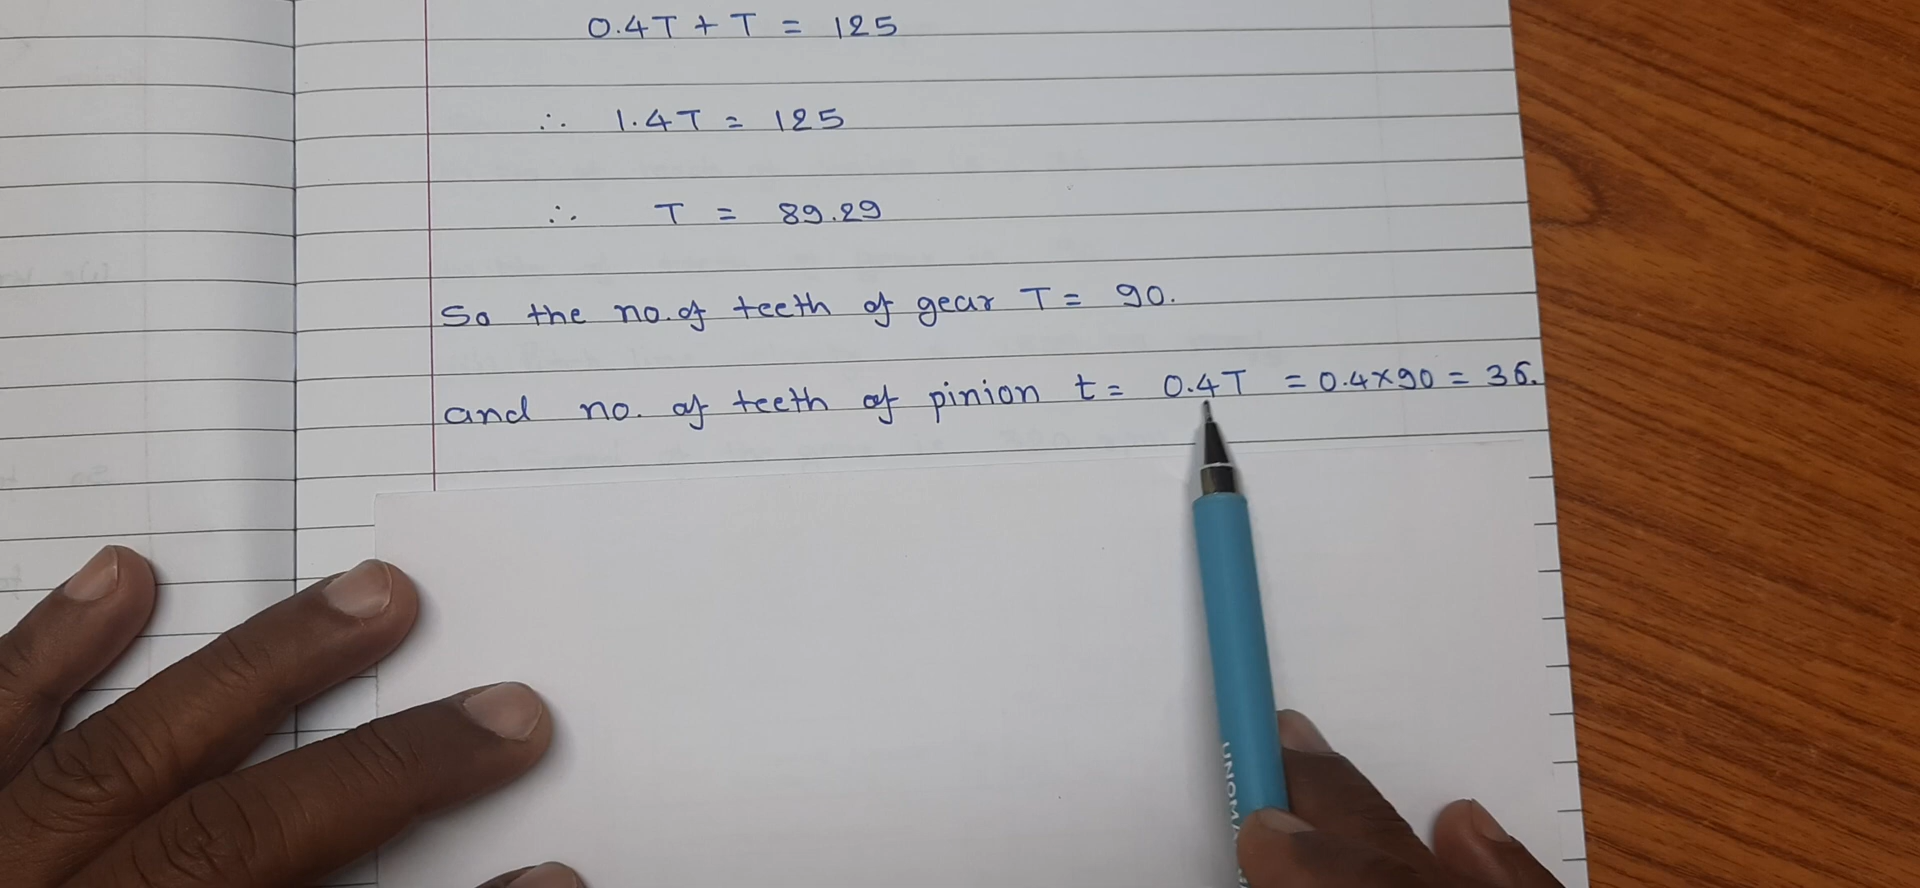 0.4T + T = 125
∴ 1.4T = 125
∴ T = 89.29
So the no. of teeth of gear T = 90.
and no. of teeth of pinion t = 0.4T = 0.4×90 = 36.